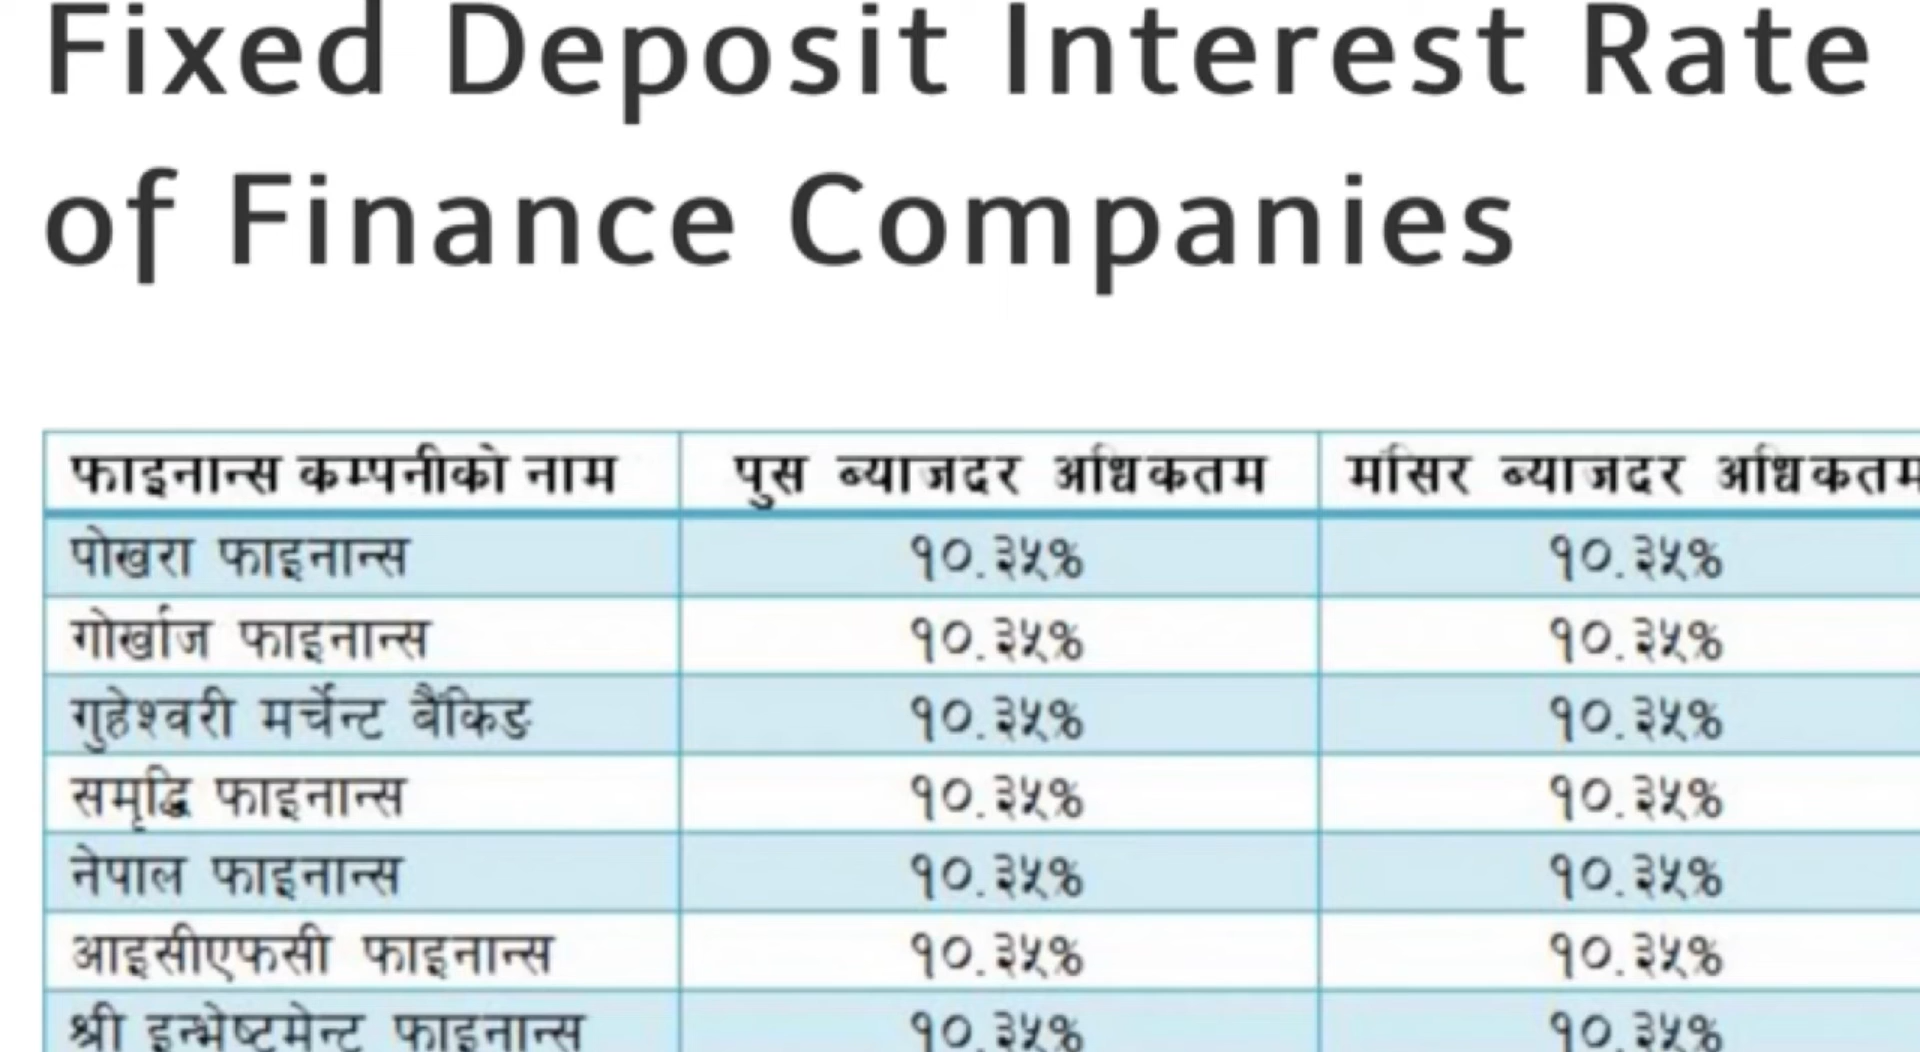 Fixed Deposit Interest Rate
of Finance Companies
फाइनान्स कम्पनीको नाम पुस ब्याजदर अधिकतम मंसिर ब्याजदर अधिकतम
पोखरा फाइनान्स १०.३५% १०.३५%
गोर्खाज फाइनान्स १०.३५% १०.३५%
गुहेश्वरी मर्चेन्ट बैंकिङ १०.३५% १०.३५%
समृद्धि फाइनान्स १०.३५% १०.३५%
नेपाल फाइनान्स १०.३५% १०.३५%
आइसीएफसी फाइनान्स १०.३५% १०.३५%
श्री इन्भेष्टमेन्ट फाइनान्स १०.३५% १०.३५%